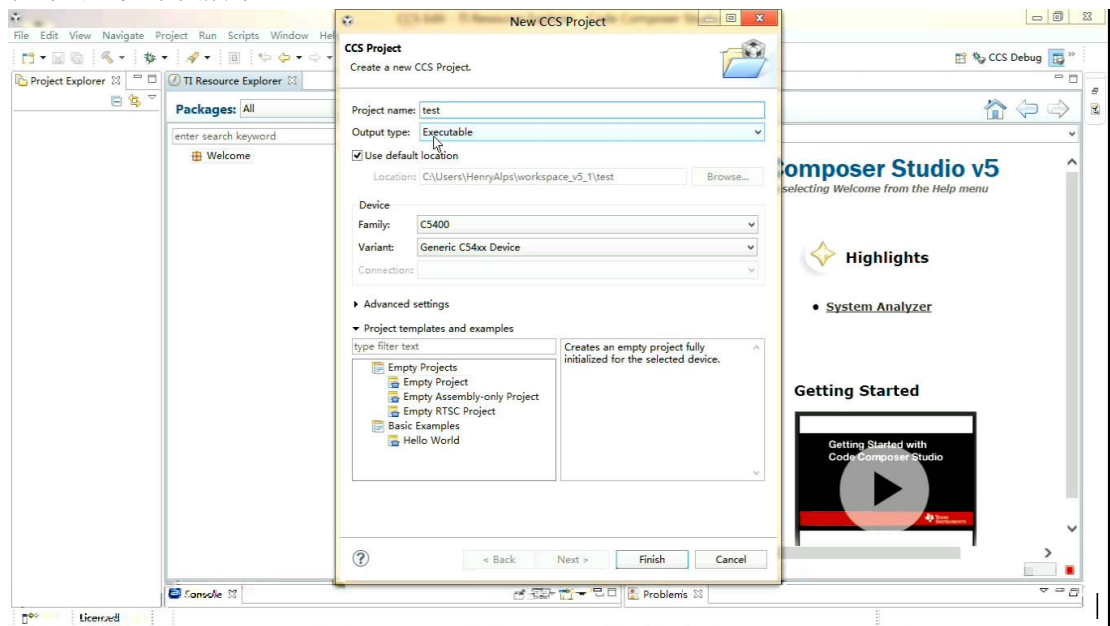 New CCS Project
File Edit View Navigate Project Run Scripts Window Hel
CCS Project
Create a new CCS Project.
CCS Debug
Project Explorer
TI Resource Explorer
Packages: All
enter search keyword
Welcome
Project name: test
Output type: Executable
Use default location
Location: C:\Users\HenryAlps\workspace_v5_1\test
Browse...
Device
Family: C5400
Variant: Generic C54xx Device
Connection:
Advanced settings
Project templates and examples
type filter text
Empty Projects
Empty Project
Empty Assembly-only Project
Empty RTSC Project
Basic Examples
Hello World
Creates an empty project fully
initialized for the selected device.
< Back
Next >
Finish
Cancel
omposer Studio v5
selecting Welcome from the Help menu
Highlights
System Analyzer
Getting Started
Getting Started with
Code Composer Studio
Texas
Instruments
Console
Problems
Licensed